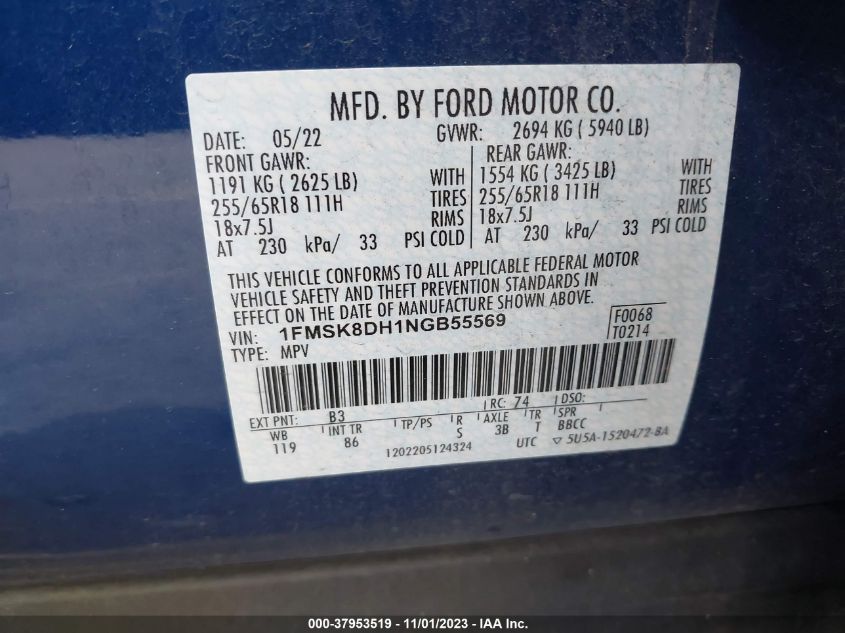 MFD. BY FORD MOTOR CO.
DATE: 05/22 GVWR: 2694 KG ( 5940 LB)
FRONT GAWR: REAR GAWR:
1191 KG ( 2625 LB) WITH 1554 KG ( 3425 LB) WITH
255/65R18 111H TIRES 255/65R18 111H TIRES
18x7.5J RIMS 18x7.5J RIMS
AT 230 kPa/ 33 PSI COLD AT 230 kPa/ 33 PSI COLD
THIS VEHICLE CONFORMS TO ALL APPLICABLE FEDERAL MOTOR
VEHICLE SAFETY AND THEFT PREVENTION STANDARDS IN
EFFECT ON THE DATE OF MANUFACTURE SHOWN ABOVE.
VIN: 1FMSK8DH1NGB55569 F0068
TYPE: MPV T0214
EXT PNT: B3 RC: 74 DSO:
WB INT TR TP/PS R AXLE TR SPR
119 86 S 3B T BBCC
1202205124324 UTC ▽ 5U5A-1520472-BA
000-37953519 - 11/01/2023 - IAA Inc.